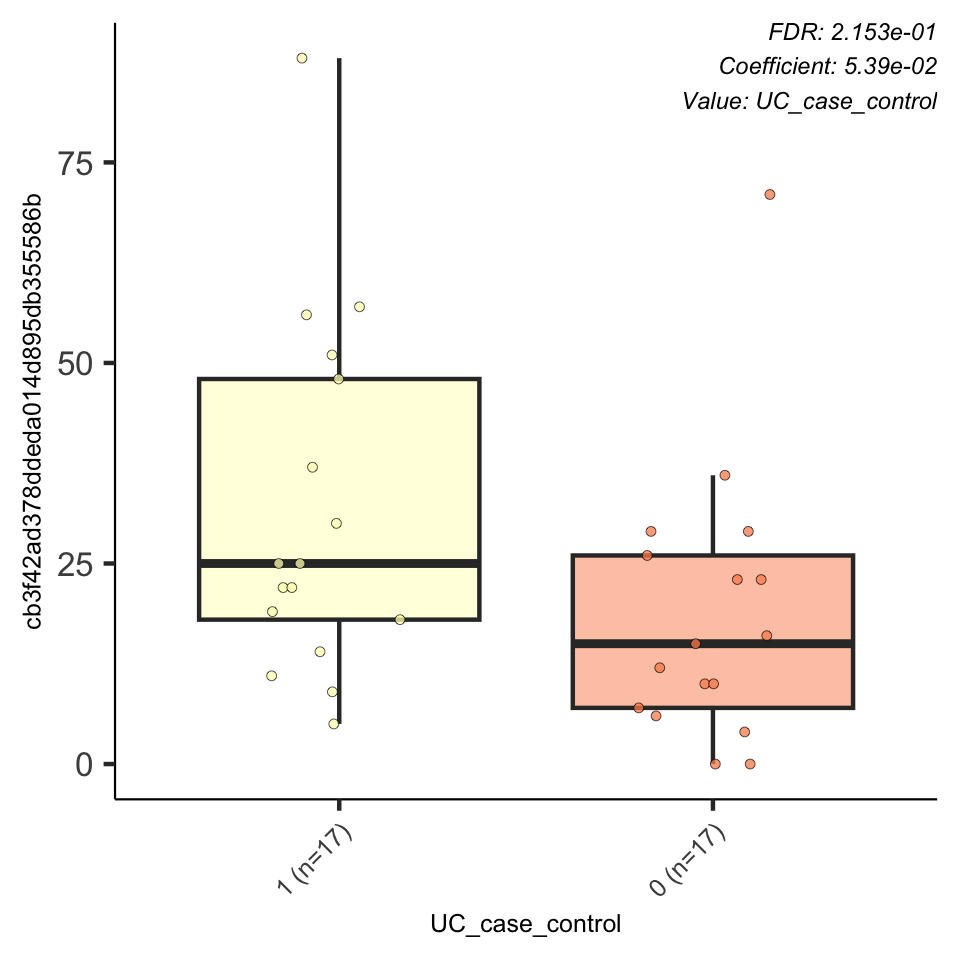 FDR: 2.153e-01
Coefficient: 5.39e-02
Value: UC_case_control
cb3f42ad378ddeda014d895db355586b
75
50
25
0
1 (n=17)
0 (n=17)
UC_case_control